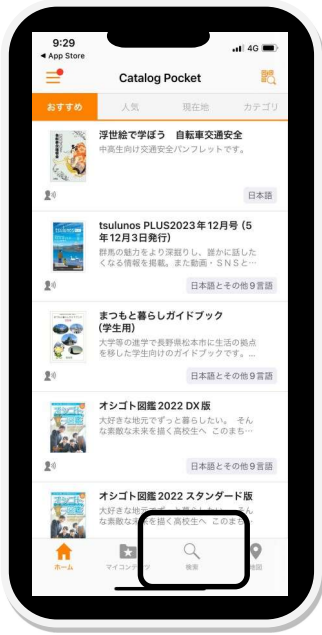 9:29
4G
◀ App Store
Catalog Pocket
おすすめ 人気 現在地 カテゴリ
浮世絵で学ぼう 自転車交通安全
中高生向け交通安全パンフレットです。
日本語
tsulunos PLUS2023年12月号 (5
年12月3日発行)
群馬の魅力をより深掘りし、誰かに話した
くなる情報を掲載。また動画・SNSと…
日本語とその他9言語
まつもと暮らしガイドブック
(学生用)
大学等の進学で長野県松本市に生活の拠点
を移した学生向けのガイドブックです。...
日本語とその他9言語
オシゴト図鑑2022 DX版
大好きな地元でずっと暮らしたい。 そん
な素敵な未来を描く高校生へ このまち…
日本語とその他9言語
オシゴト図鑑2022 スタンダード版
大好きな地元でずっと暮らしたい。 そん
な素敵な未来を描く高校生へ このまち…
ホーム マイコンテンツ 検索 地図